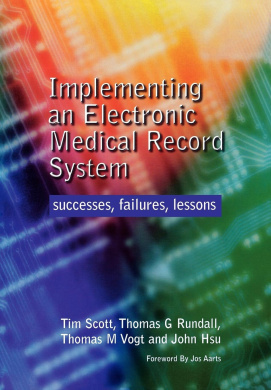 Implementing
an Electronic
Medical Record
System
successes, failures, lessons
Tim Scott, Thomas G Rundall,
Thomas M Vogt and John Hsu
Foreword By Jos Aarts